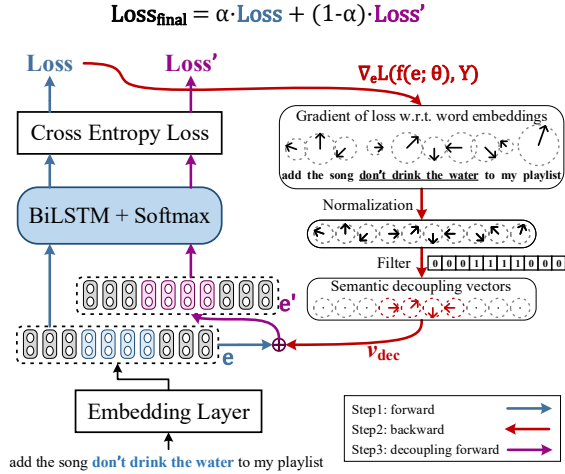 Loss_final = α·Loss + (1-α)·Loss'
Loss
Loss'
∇_eL(f(e; θ), Y)
Cross Entropy Loss
Gradient of loss w.r.t. word embeddings
add the song don't drink the water to my playlist
BiLSTM + Softmax
Normalization
Filter
0 0 0 1 1 1 1 0 0 0
Semantic decoupling vectors
e'
e
v_dec
Embedding Layer
Step1: forward
Step2: backward
Step3: decoupling forward
add the song don't drink the water to my playlist